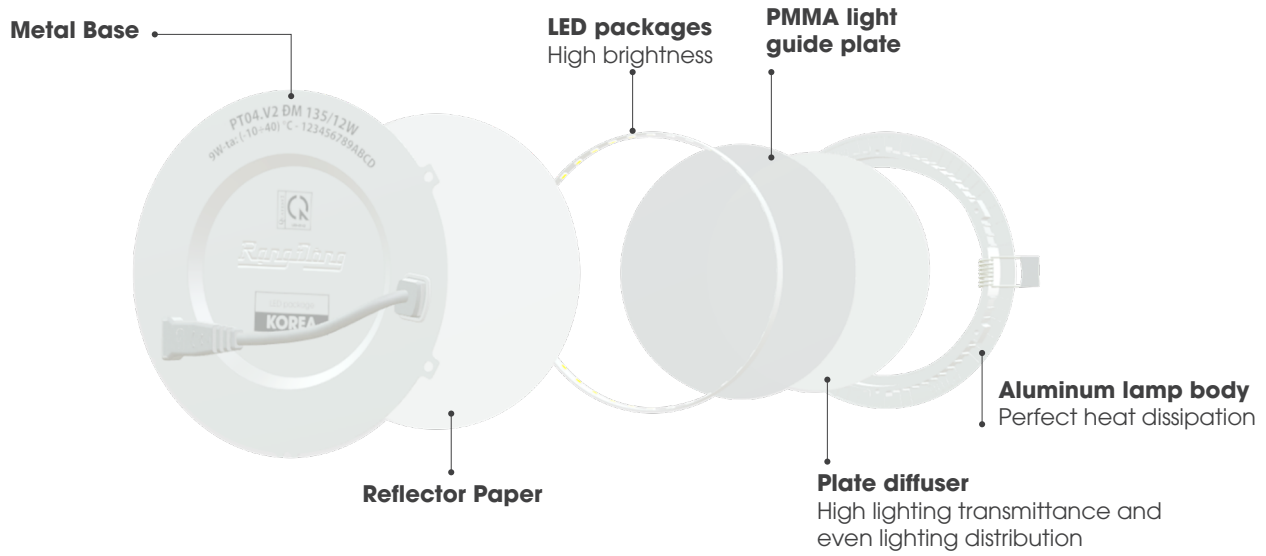 Metal Base
LED packages
High brightness
PMMA light
guide plate
PT04.V2 ĐM 135/12W
9W-ta: (-10÷40) °C - 123456789ABCD
LED package
KOREA
Aluminum lamp body
Perfect heat dissipation
Reflector Paper
Plate diffuser
High lighting transmittance and
even lighting distribution